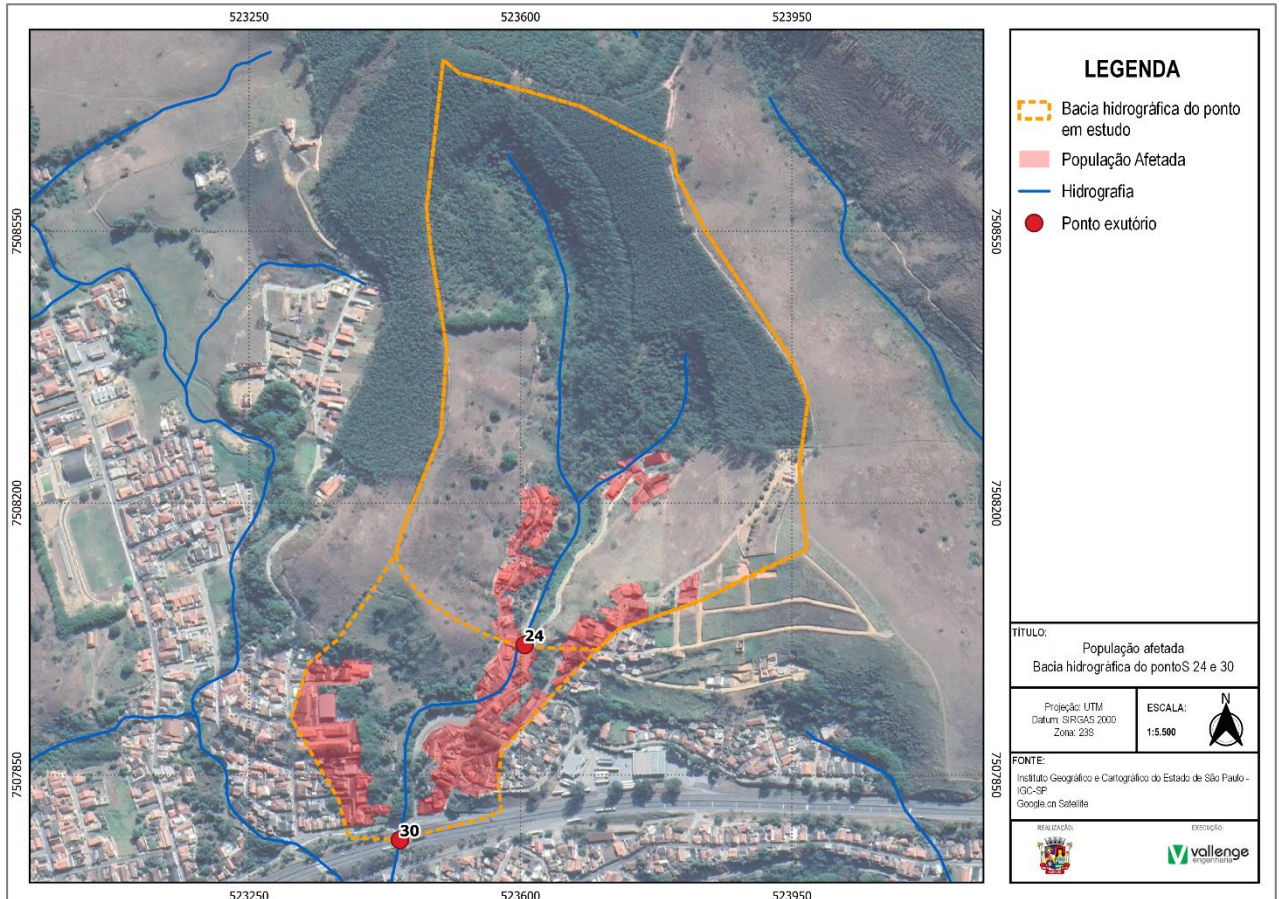 523250
523600
523950
7508550
7508200
7507850
24
30
7508550
7508200
7507850
523250
523600
523950
LEGENDA
Bacia hidrográfica do ponto
em estudo
População Afetada
Hidrografia
Ponto exutório
TÍTULO:
População afetada
Bacia hidrográfica do pontoS 24 e 30
Projeção: UTM
Datum: SIRGAS 2000
Zona: 23S
ESCALA:
1:5.500
N
FONTE:
Instituto Geográfico e Cartográfico do Estado de São Paulo -
IGC-SP
Google.cn Satellite
REALIZAÇÃO:
EXECUÇÃO:
vallenge
engenharia